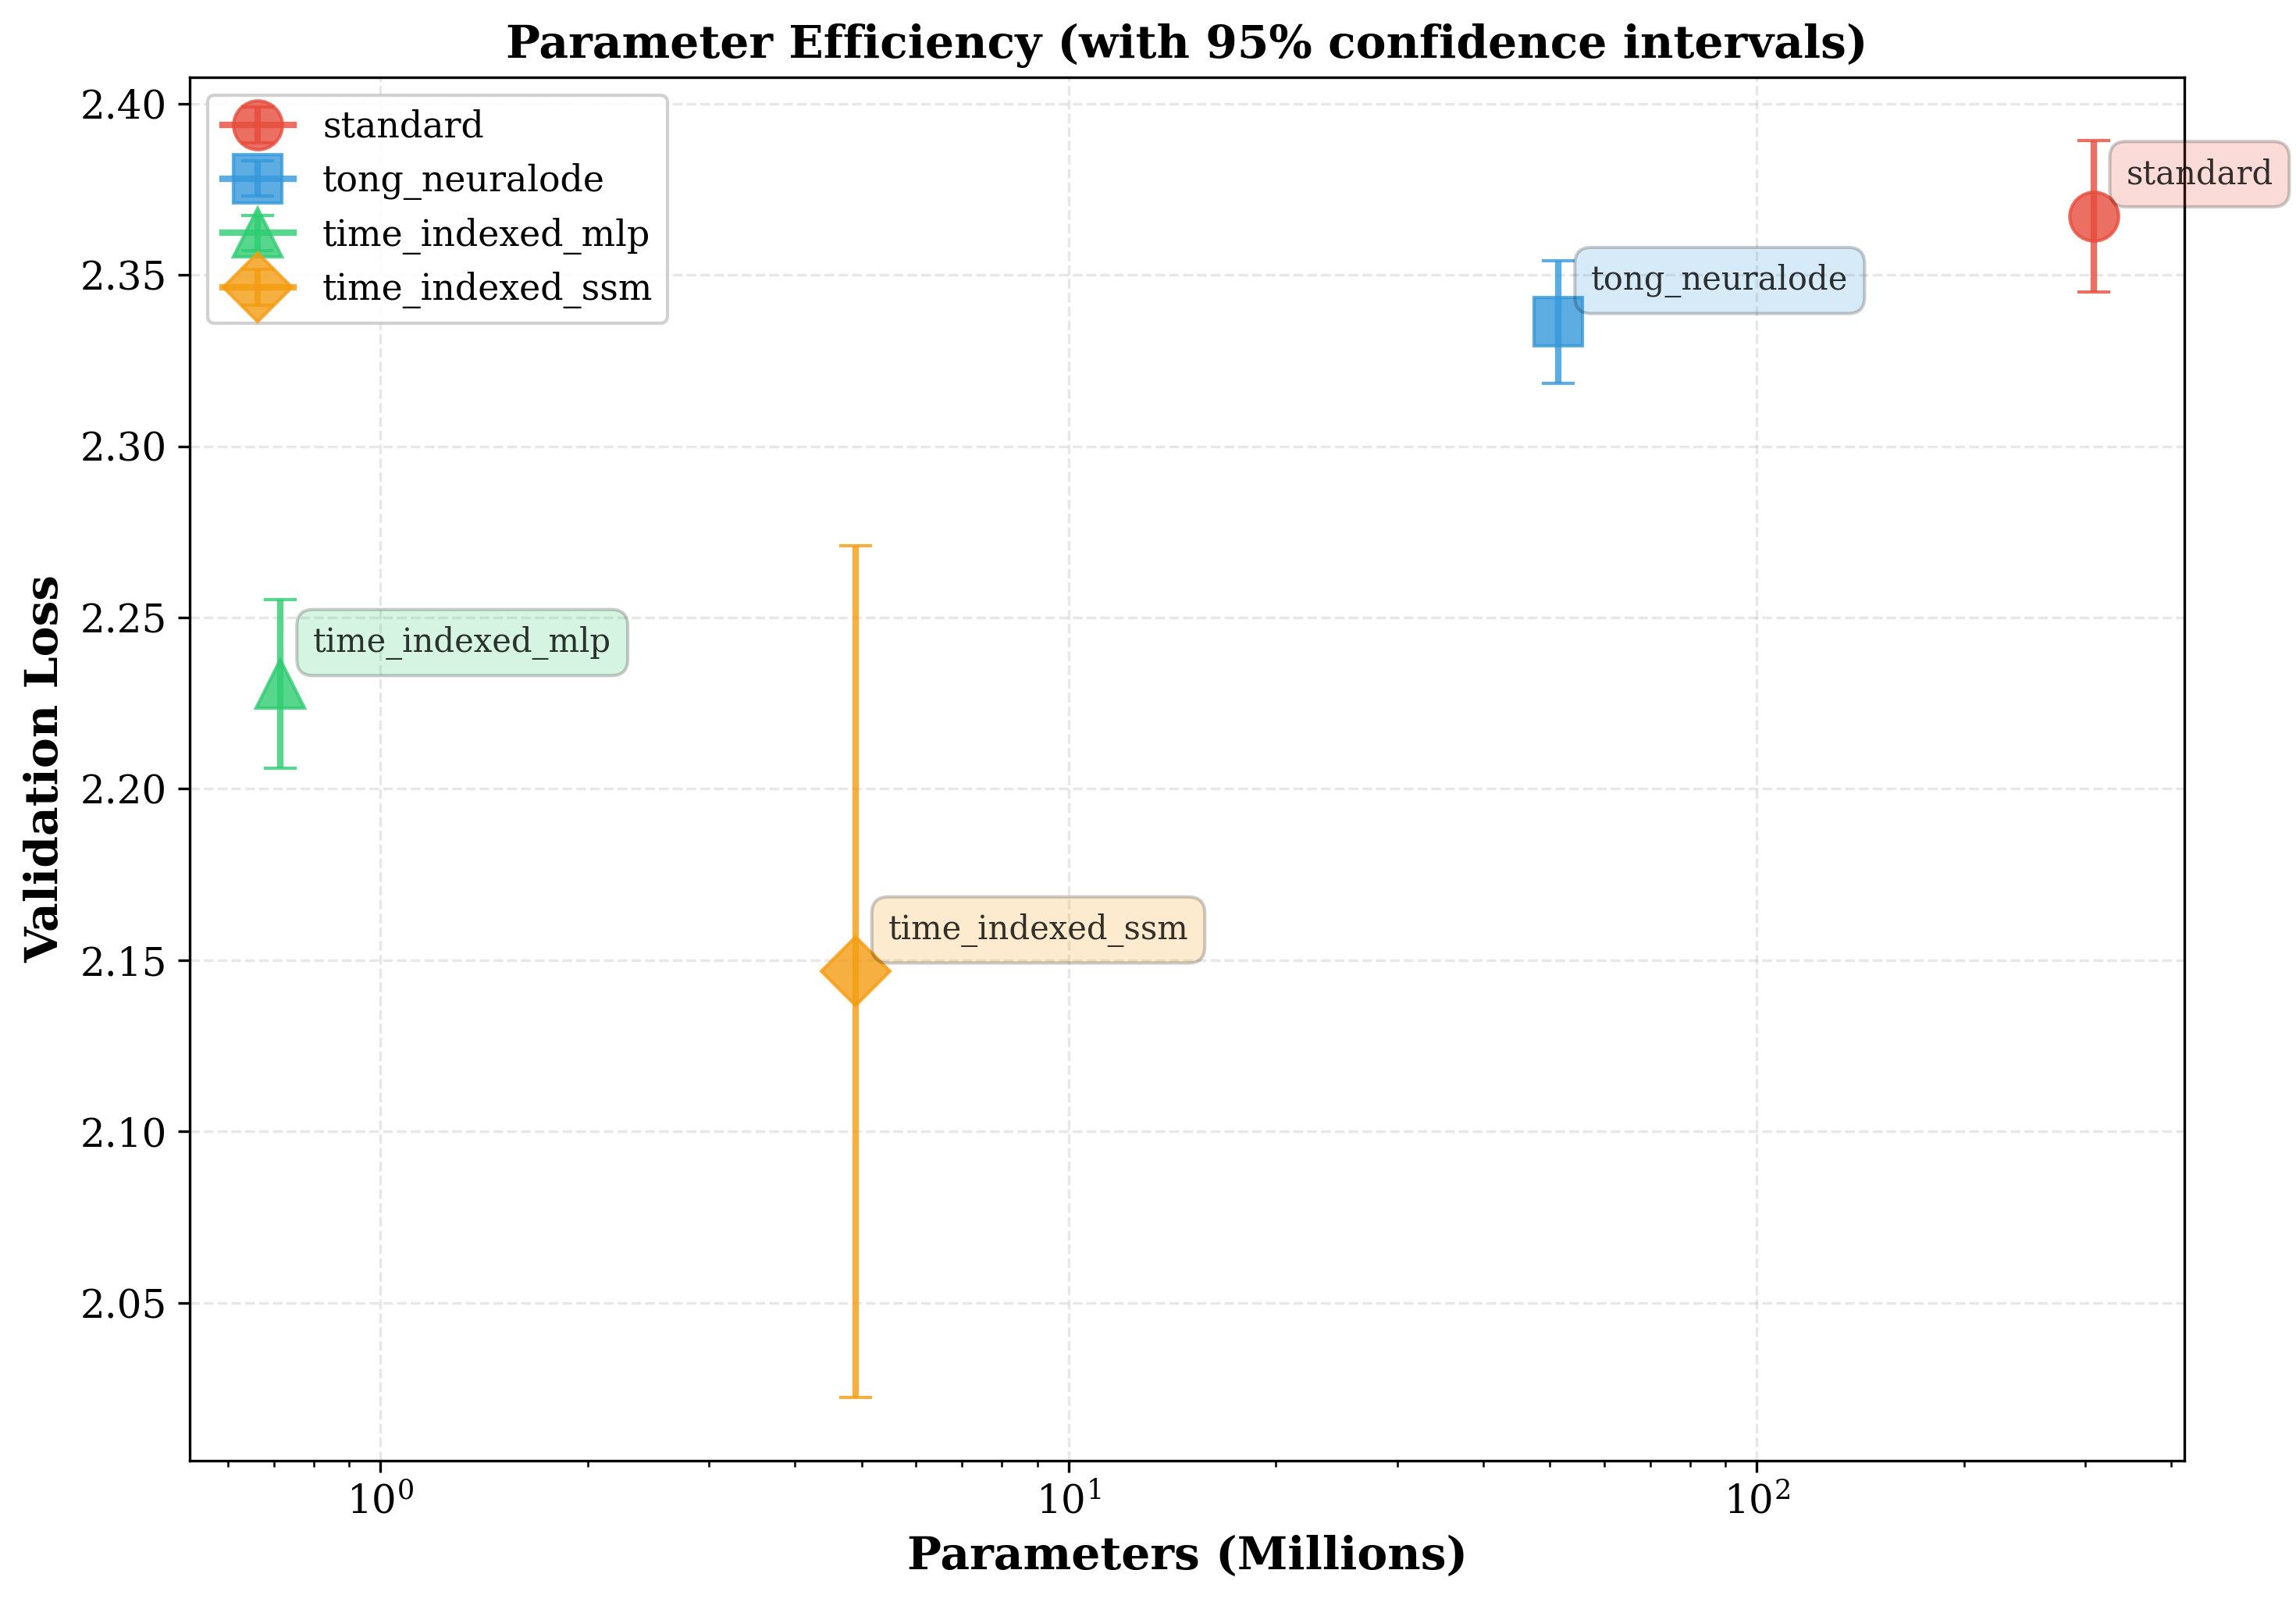 Parameter Efficiency (with 95% confidence intervals)
2.40
2.35
2.30
2.25
2.20
2.15
2.10
2.05
Validation Loss
standard
tong_neuralode
time_indexed_mlp
time_indexed_ssm
standard
tong_neuralode
time_indexed_mlp
time_indexed_ssm
10⁰
10¹
10²
Parameters (Millions)